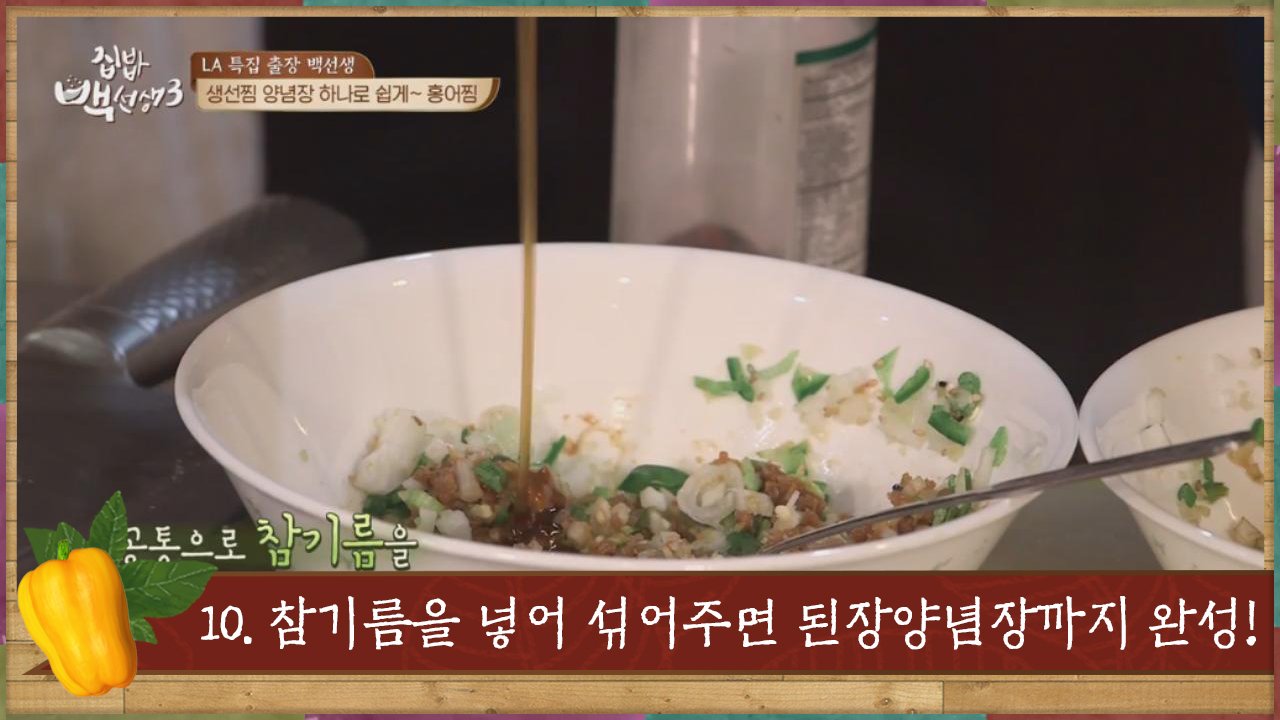 집밥
백선생3
LA 특집 출장 백선생
생선찜 양념장 하나로 쉽게~ 홍어찜
공통으로 참기름을
10. 참기름을 넣어 섞어주면 된장양념장까지 완성!